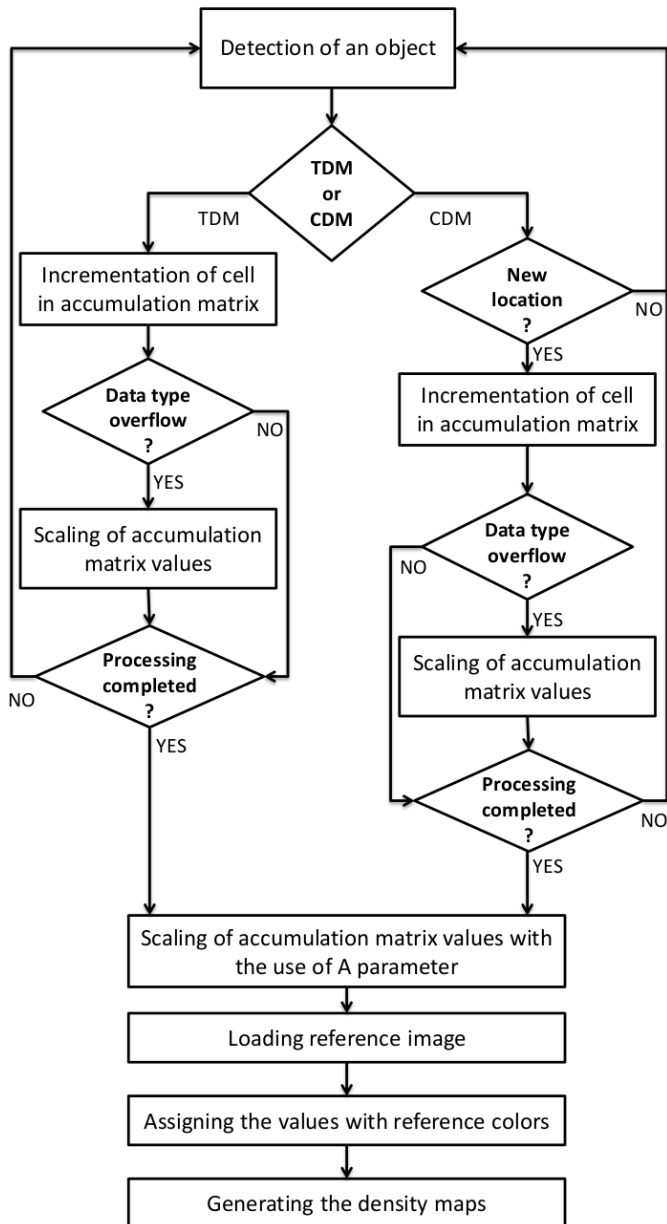 Detection of an object
TDM
or
CDM
TDM
CDM
Incrementation of cell
in accumulation matrix
New
location
?
NO
YES
Data type
overflow
?
NO
YES
Incrementation of cell
in accumulation matrix
Scaling of accumulation
matrix values
Data type
overflow
?
NO
YES
Processing
completed
?
NO
YES
Scaling of accumulation
matrix values
Processing
completed
?
NO
YES
Scaling of accumulation matrix values with
the use of A parameter
Loading reference image
Assigning the values with reference colors
Generating the density maps